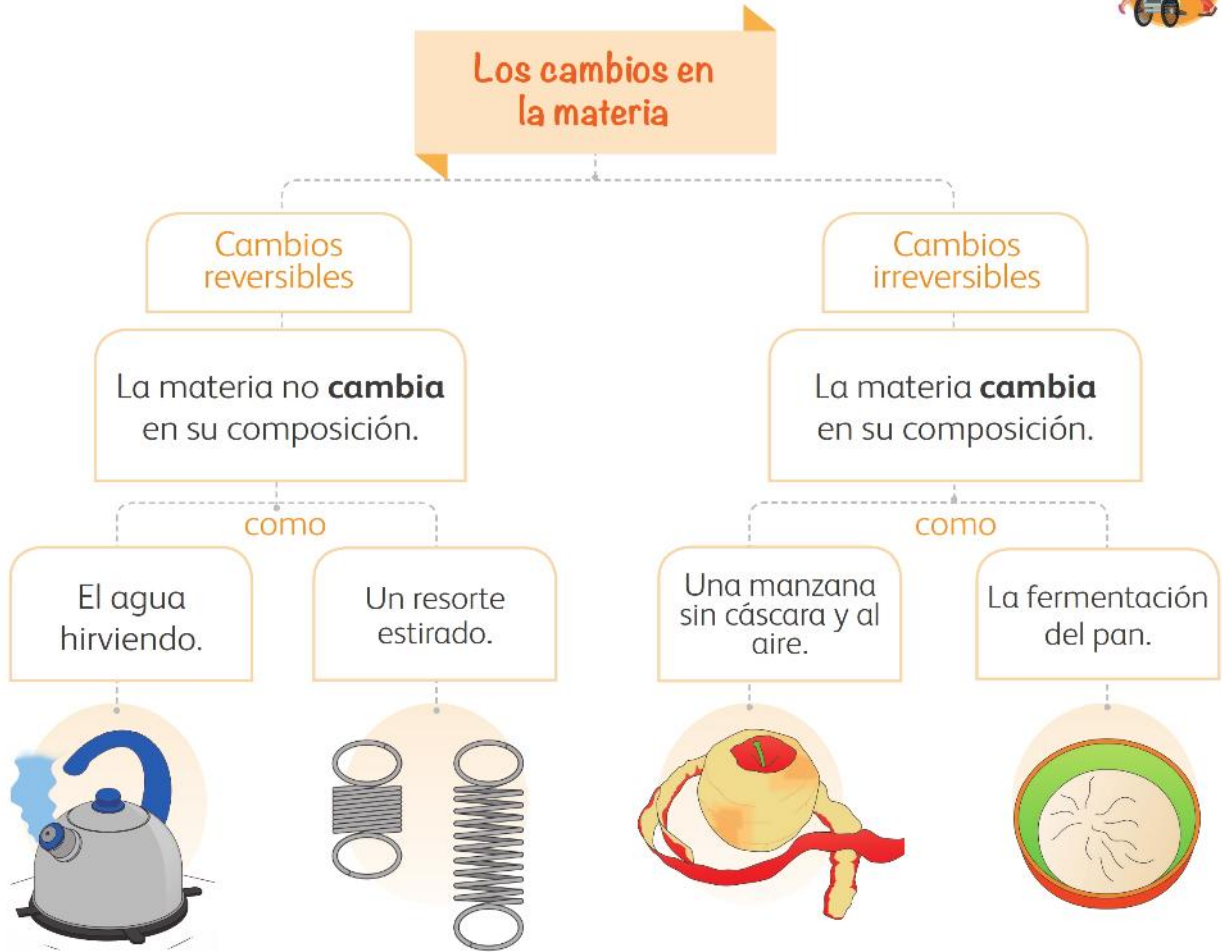 Los cambios en
la materia
Cambios
reversibles
Cambios
irreversibles
La materia no cambia
en su composición.
La materia cambia
en su composición.
como
como
El agua
hirviendo.
Un resorte
estirado.
Una manzana
sin cáscara y al
aire.
La fermentación
del pan.